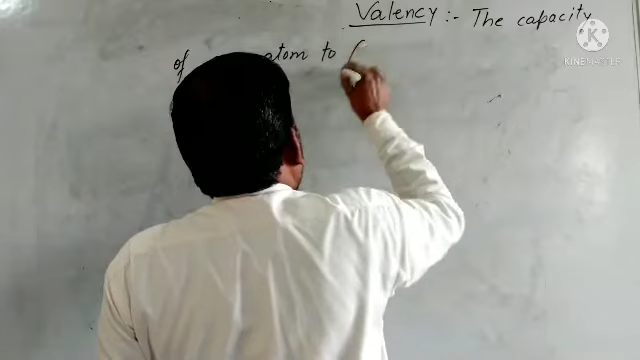 Valency :- The capacity
of atom to
KINEMASTER